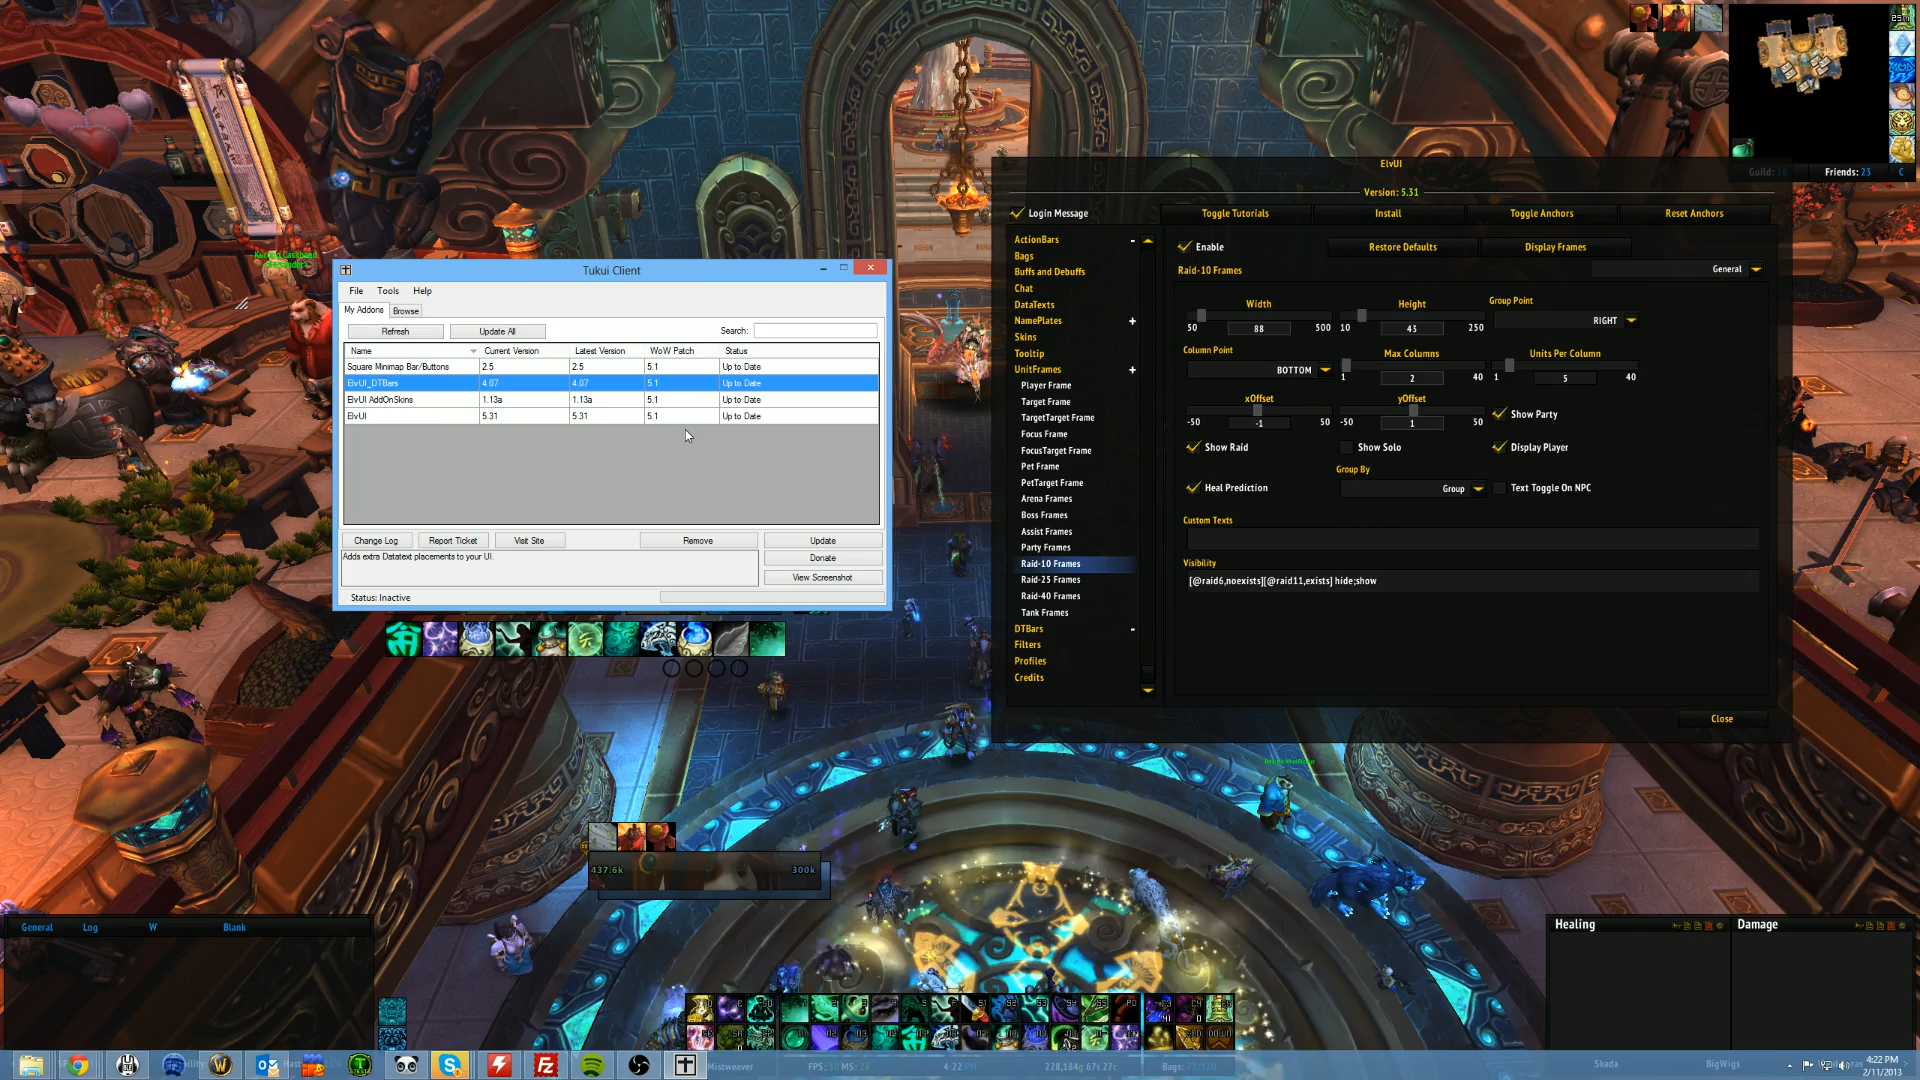 Tukui Client
File Tools Help
My Addons Browse
Refresh Update All Search:
Name Current Version Latest Version WoW Patch Status
Square Minimap Bar/Buttons 2.5 2.5 5.1 Up to Date
ElvUI_DTBars 4.07 4.07 5.1 Up to Date
ElvUI AddOnSkins 1.13a 1.13a 5.1 Up to Date
ElvUI 5.31 5.31 5.1 Up to Date
Change Log Report Ticket Visit Site Remove Update
Adds extra Datatext placements to your UI.
Donate
View Screenshot
Status: Inactive
ElvUI
Version: 5.31
Login Message
Toggle Tutorials Install Toggle Anchors Reset Anchors
ActionBars -
Bags
Buffs and Debuffs
Chat
DataTexts
NamePlates +
Skins
Tooltip
UnitFrames +
Player Frame
Target Frame
TargetTarget Frame
Focus Frame
FocusTarget Frame
Pet Frame
PetTarget Frame
Arena Frames
Boss Frames
Assist Frames
Party Frames
Raid-10 Frames
Raid-25 Frames
Raid-40 Frames
Tank Frames
DTBars -
Filters
Profiles
Credits
Enable Restore Defaults Display Frames
Raid-10 Frames General
Width Height Group Point
50 88 500 10 43 250 RIGHT
Column Point Max Columns Units Per Column
BOTTOM 1 2 40 1 5 40
xOffset yOffset
-50 -1 50 -50 1 50 Show Party
Show Raid Show Solo Display Player
Group By
Heal Prediction Group Text Toggle On NPC
Custom Texts
Visibility
[@raid6,noexists][@raid11,exists] hide;show
Close
Friends: 23 C
437.6k 300k
General Log W Blank
Healing Damage
Mistweaver
4:22 PM
228,184g 67s 27c
Skada BigWigs
4:22 PM
2/11/2013